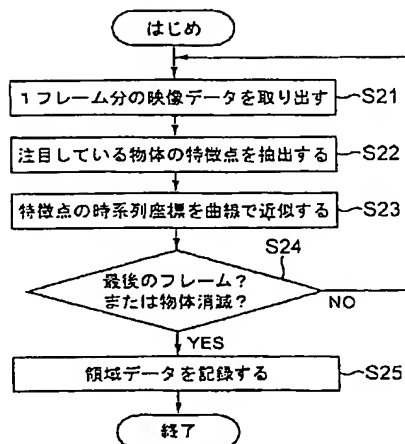 はじめ
1フレーム分の映像データを取り出す
S21
注目している物体の特徴点を抽出する
S22
特徴点の時系列座標を曲線で近似する
S23
S24
最後のフレーム?
または物体消滅?
NO
YES
領域データを記録する
S25
終了